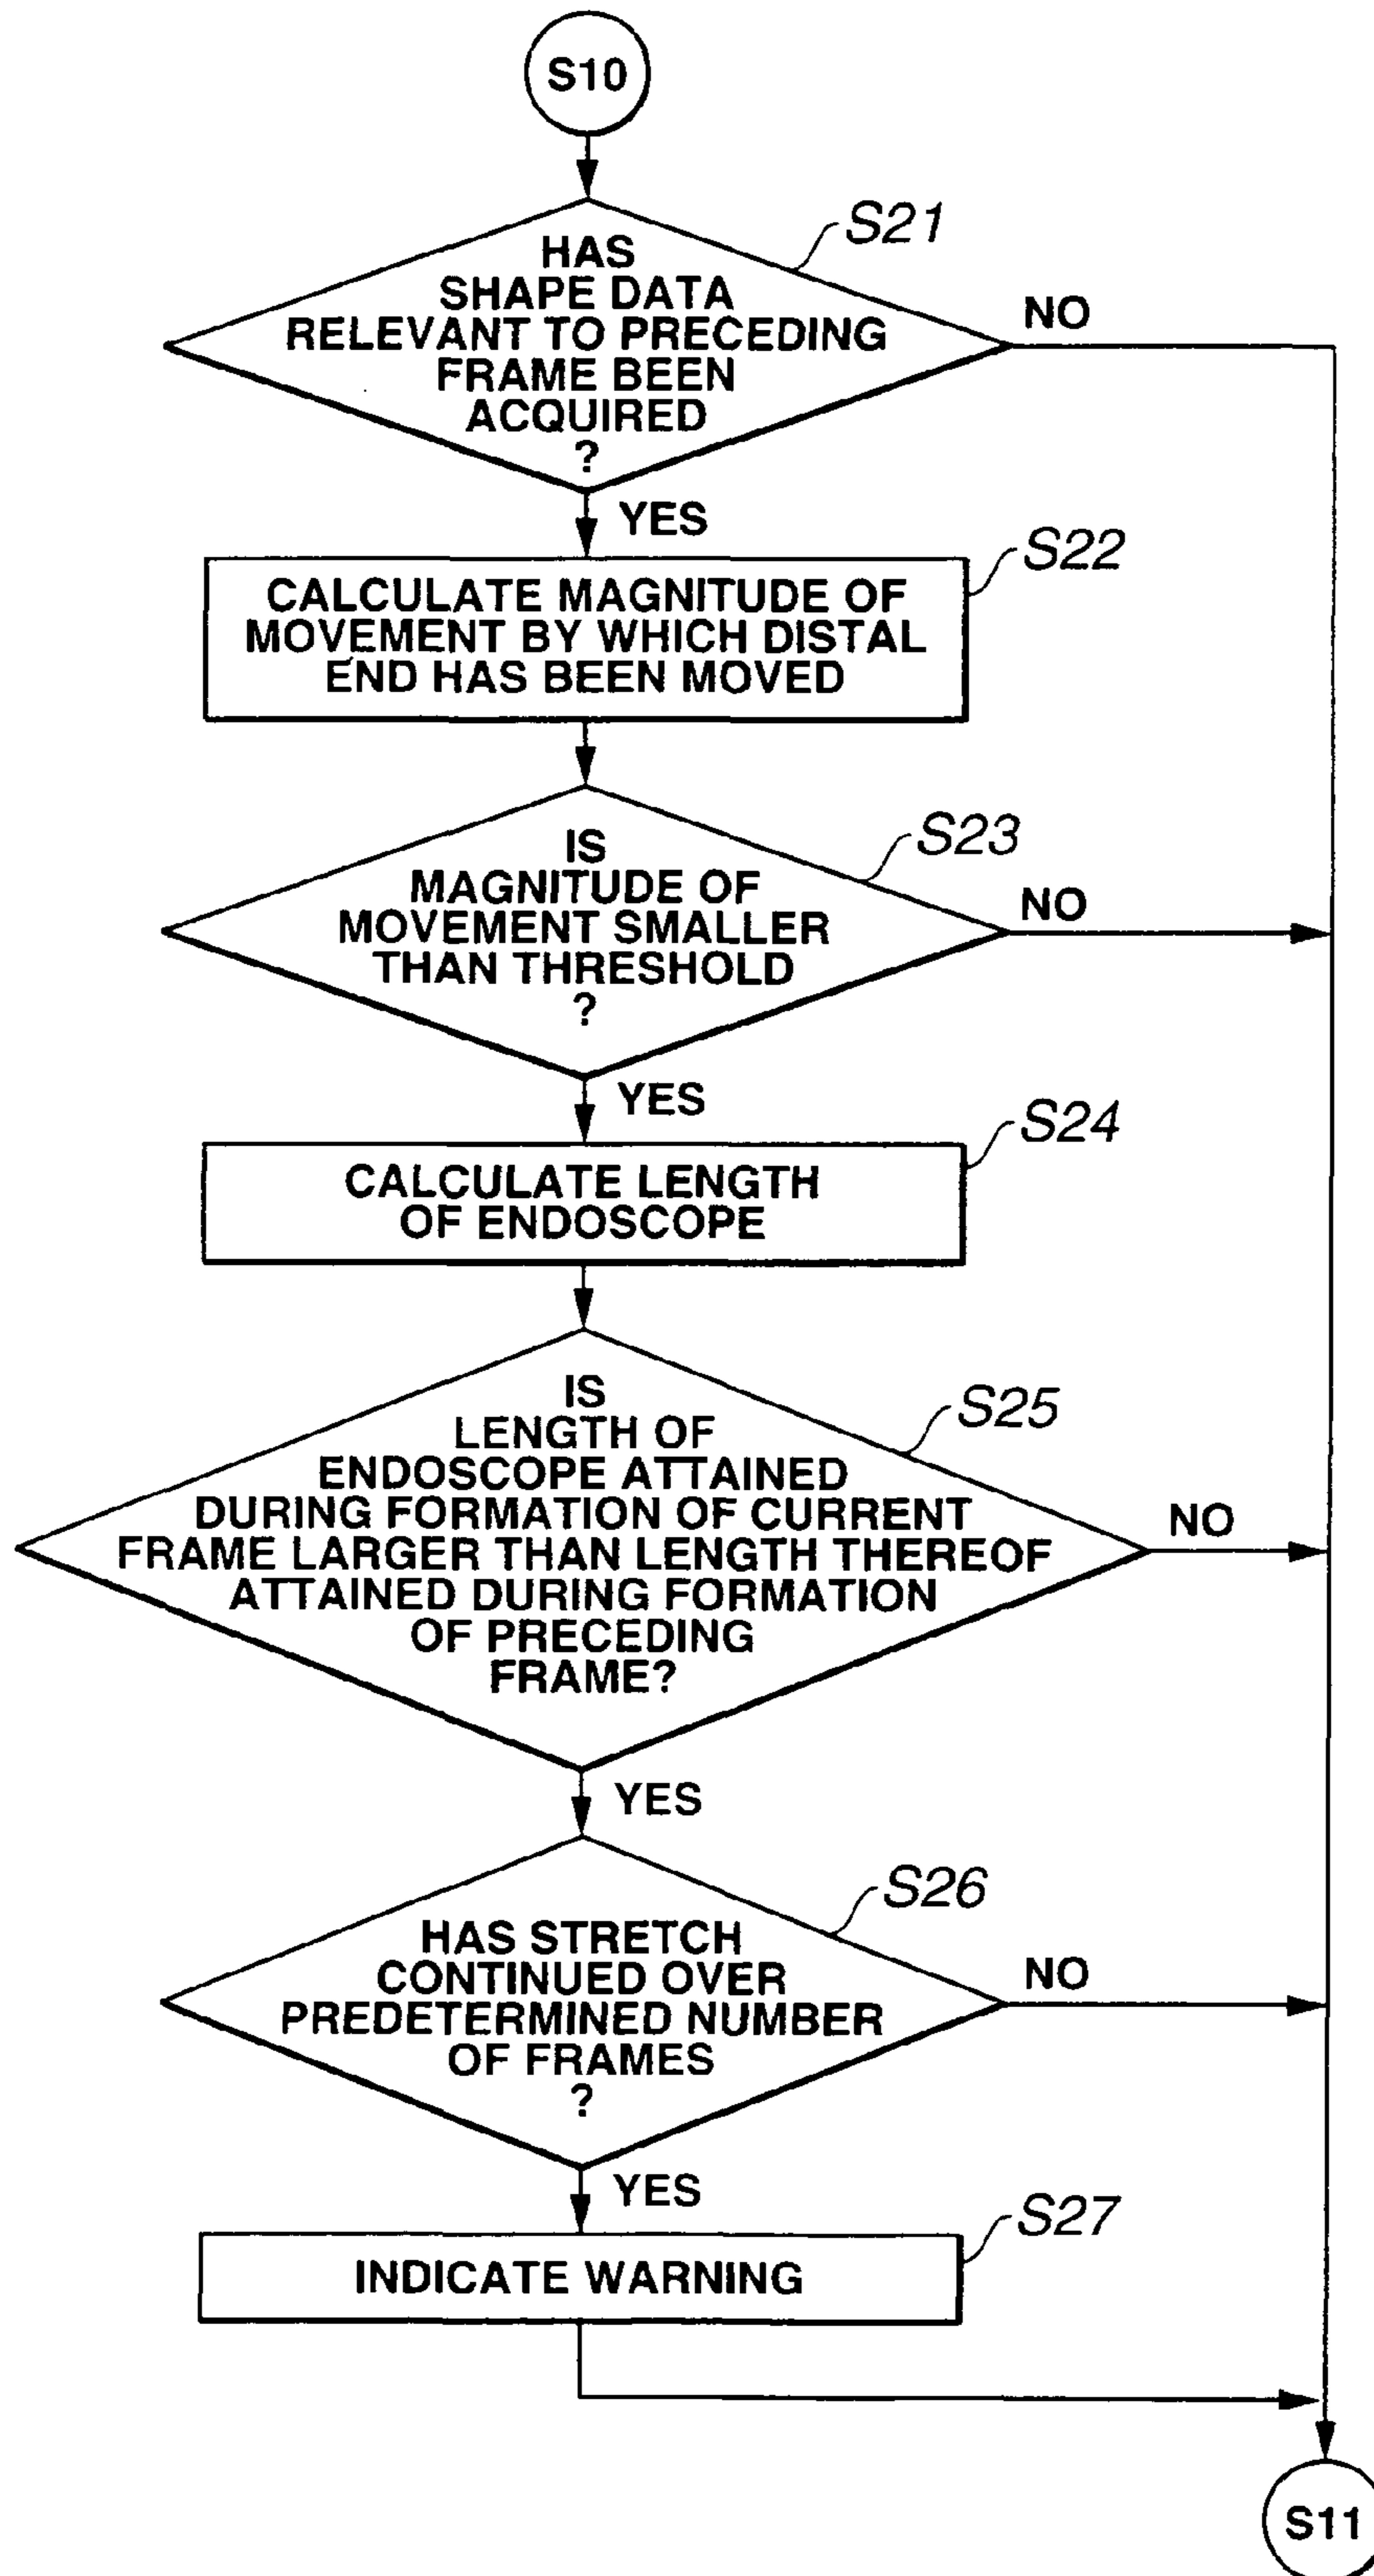 S10
S21
HAS
SHAPE DATA
RELEVANT TO PRECEDING
FRAME BEEN
ACQUIRED
?
NO
YES
S22
CALCULATE MAGNITUDE OF
MOVEMENT BY WHICH DISTAL
END HAS BEEN MOVED
S23
IS
MAGNITUDE OF
MOVEMENT SMALLER
THAN THRESHOLD
?
NO
YES
S24
CALCULATE LENGTH
OF ENDOSCOPE
S25
IS
LENGTH OF
ENDOSCOPE ATTAINED
DURING FORMATION OF CURRENT
FRAME LARGER THAN LENGTH THEREOF
ATTAINED DURING FORMATION
OF PRECEDING
FRAME?
NO
YES
S26
HAS STRETCH
CONTINUED OVER
PREDETERMINED NUMBER
OF FRAMES
?
NO
YES
S27
INDICATE WARNING
S11